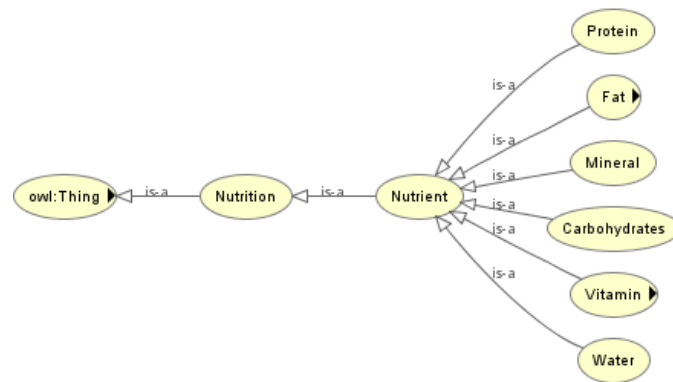 Protein
is-a
Fat
is-a
Mineral
is-a
owl:Thing
is-a
Nutrition
is-a
Nutrient
is-a
Carbohydrates
is-a
Vitamin
is-a
Water